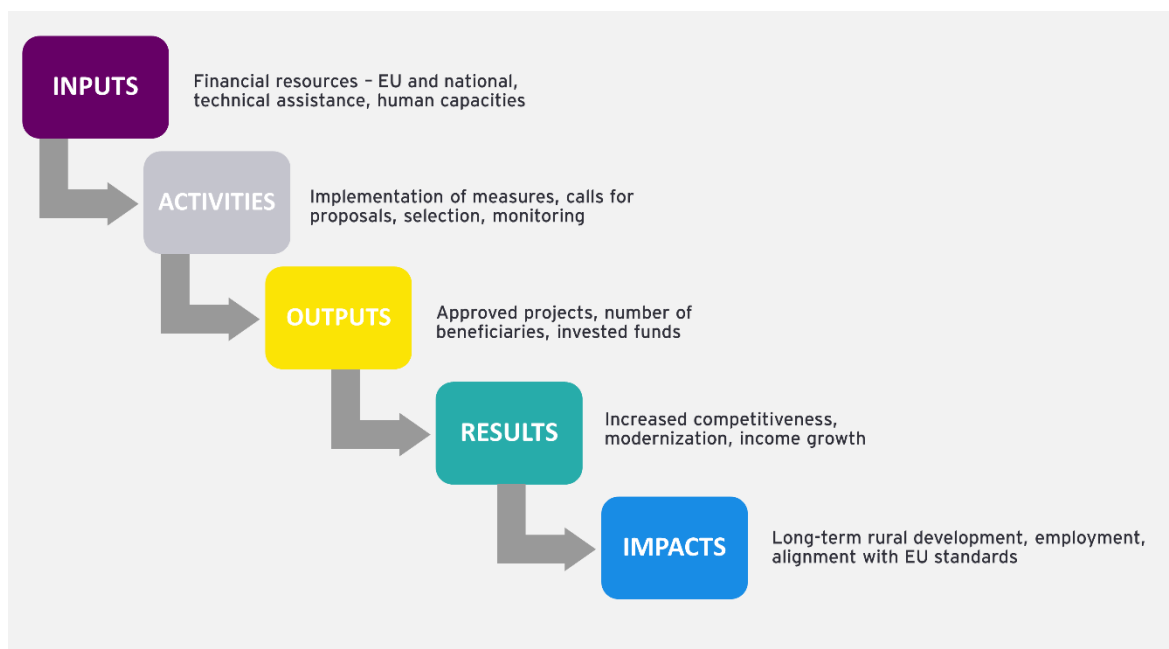 INPUTS
Financial resources – EU and national,
technical assistance, human capacities
ACTIVITIES
Implementation of measures, calls for
proposals, selection, monitoring
OUTPUTS
Approved projects, number of
beneficiaries, invested funds
RESULTS
Increased competitiveness,
modernization, income growth
IMPACTS
Long-term rural development, employment,
alignment with EU standards